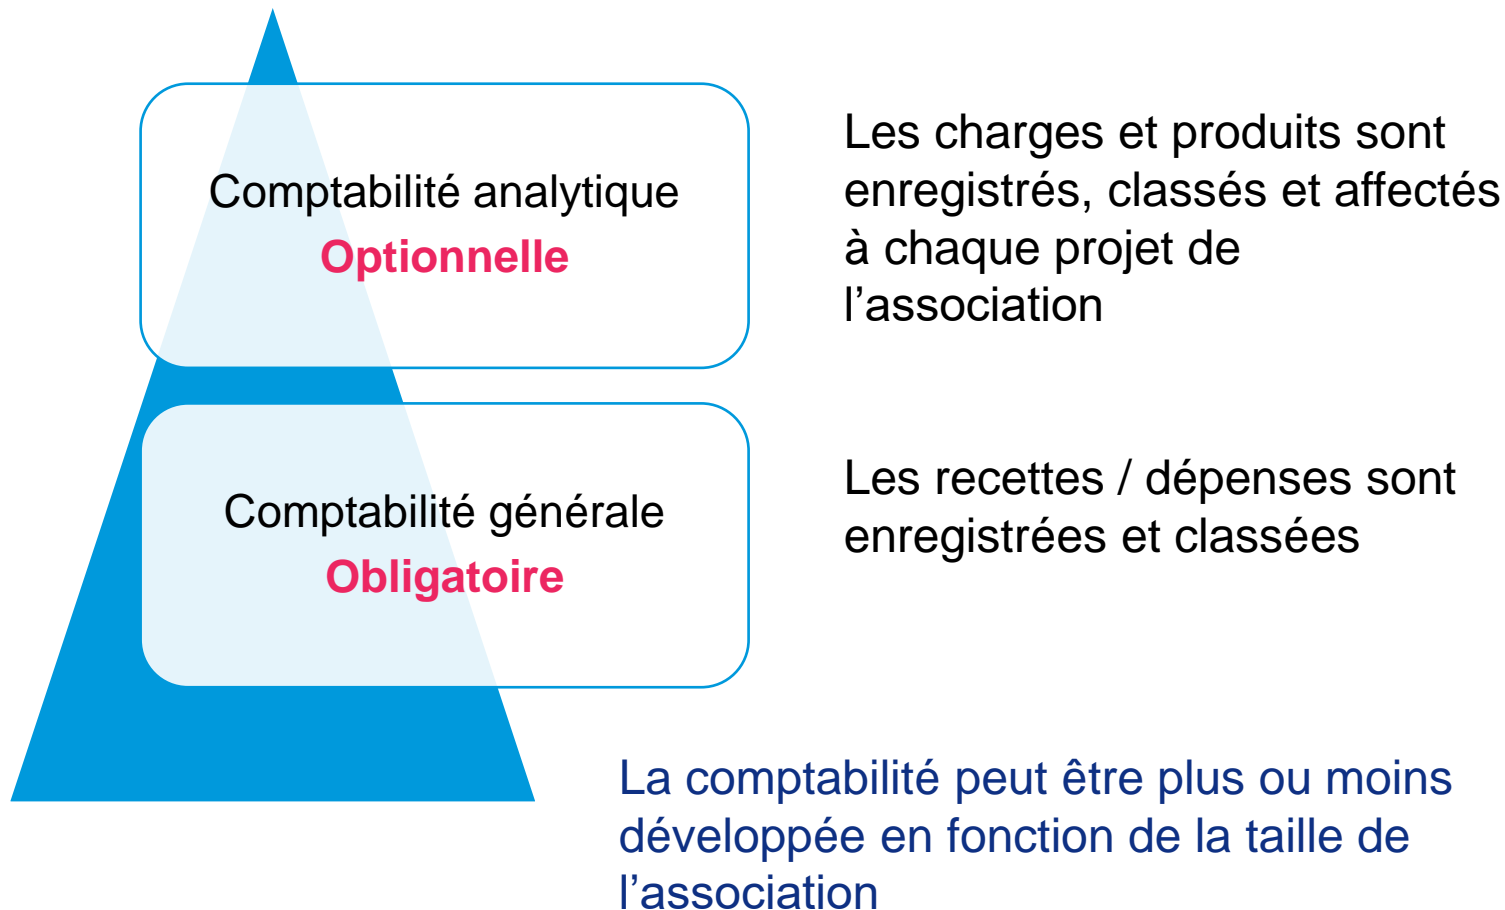 Comptabilité analytique
Optionnelle
Les charges et produits sont
enregistrés, classés et affectés
à chaque projet de
l’association
Comptabilité générale
Obligatoire
Les recettes / dépenses sont
enregistrées et classées
La comptabilité peut être plus ou moins
développée en fonction de la taille de
l’association